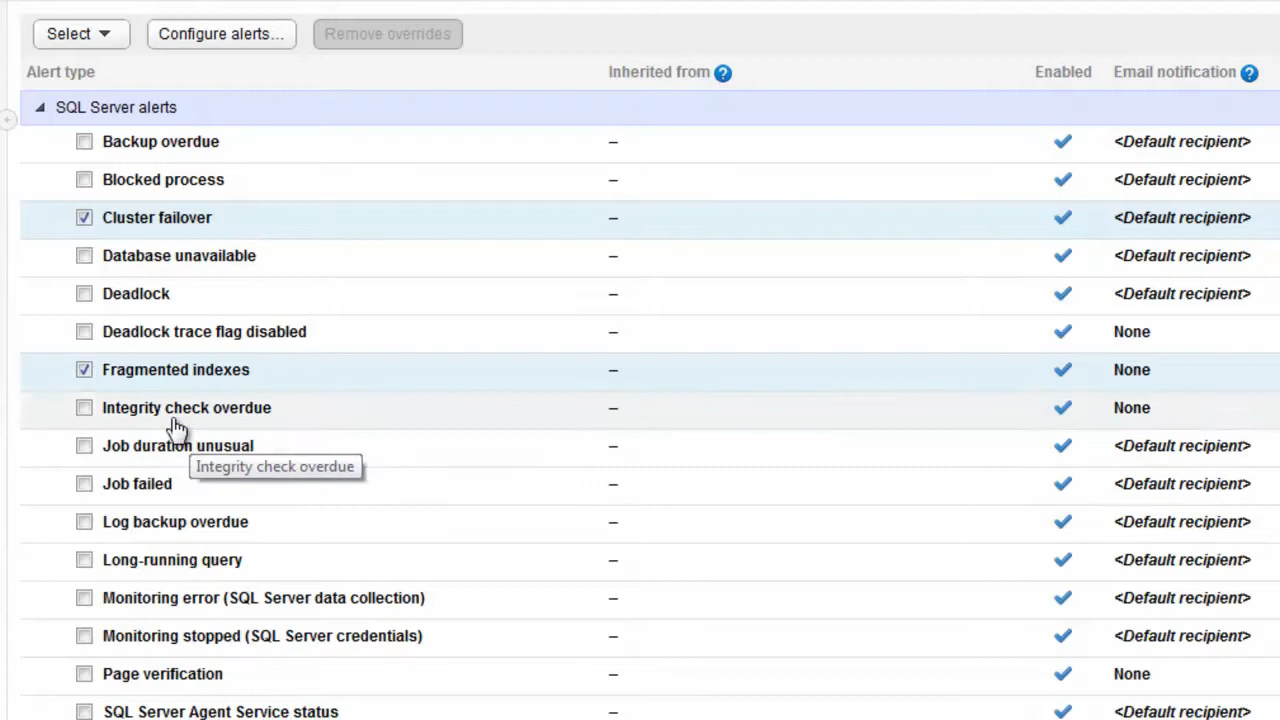 Select Configure alerts... Remove overrides
Alert type Inherited from ? Enabled Email notification ?
SQL Server alerts
Backup overdue – <Default recipient>
Blocked process – <Default recipient>
Cluster failover – <Default recipient>
Database unavailable – <Default recipient>
Deadlock – <Default recipient>
Deadlock trace flag disabled – None
Fragmented indexes – None
Integrity check overdue – None
Job duration unusual – <Default recipient>
Integrity check overdue
Job failed – <Default recipient>
Log backup overdue – <Default recipient>
Long-running query – <Default recipient>
Monitoring error (SQL Server data collection) – <Default recipient>
Monitoring stopped (SQL Server credentials) – <Default recipient>
Page verification – None
SQL Server Agent Service status – <Default recipient>